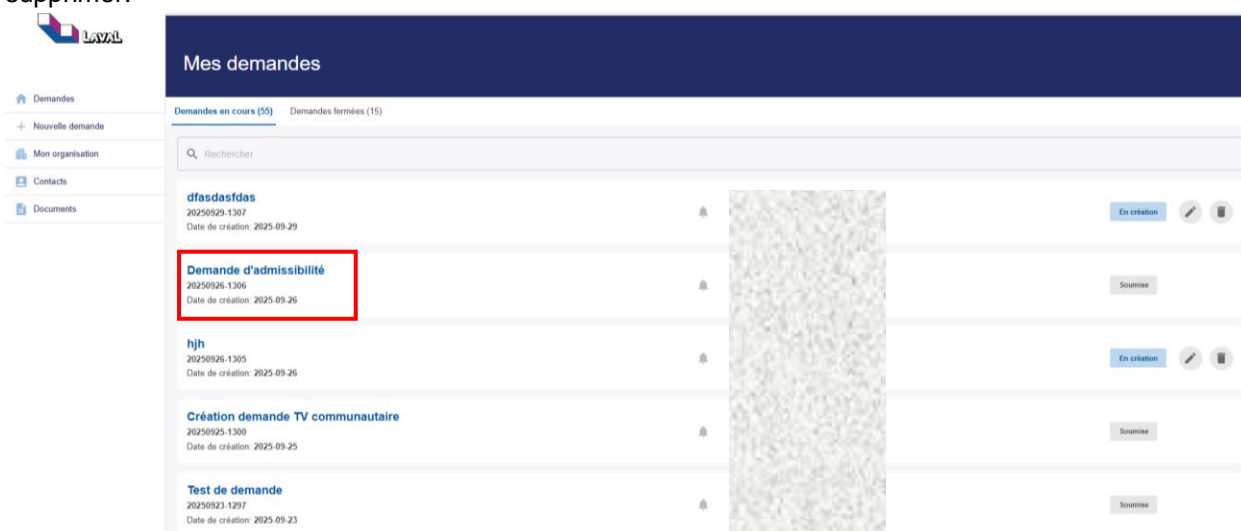 LAVAL
Mes demandes
Demandes
Nouvelle demande
Mon organisation
Contacts
Documents
Demandes en cours (55) Demandes fermées (15)
Rechercher
dfasdasfdas
20250929-1307
Date de création: 2025-09-29
En création
Demande d'admissibilité
20250926-1306
Date de création: 2025-09-26
Soumise
hjh
20250926-1305
Date de création: 2025-09-26
En création
Création demande TV communautaire
20250925-1300
Date de création: 2025-09-25
Soumise
Test de demande
20250923-1297
Date de création: 2025-09-23
Soumise